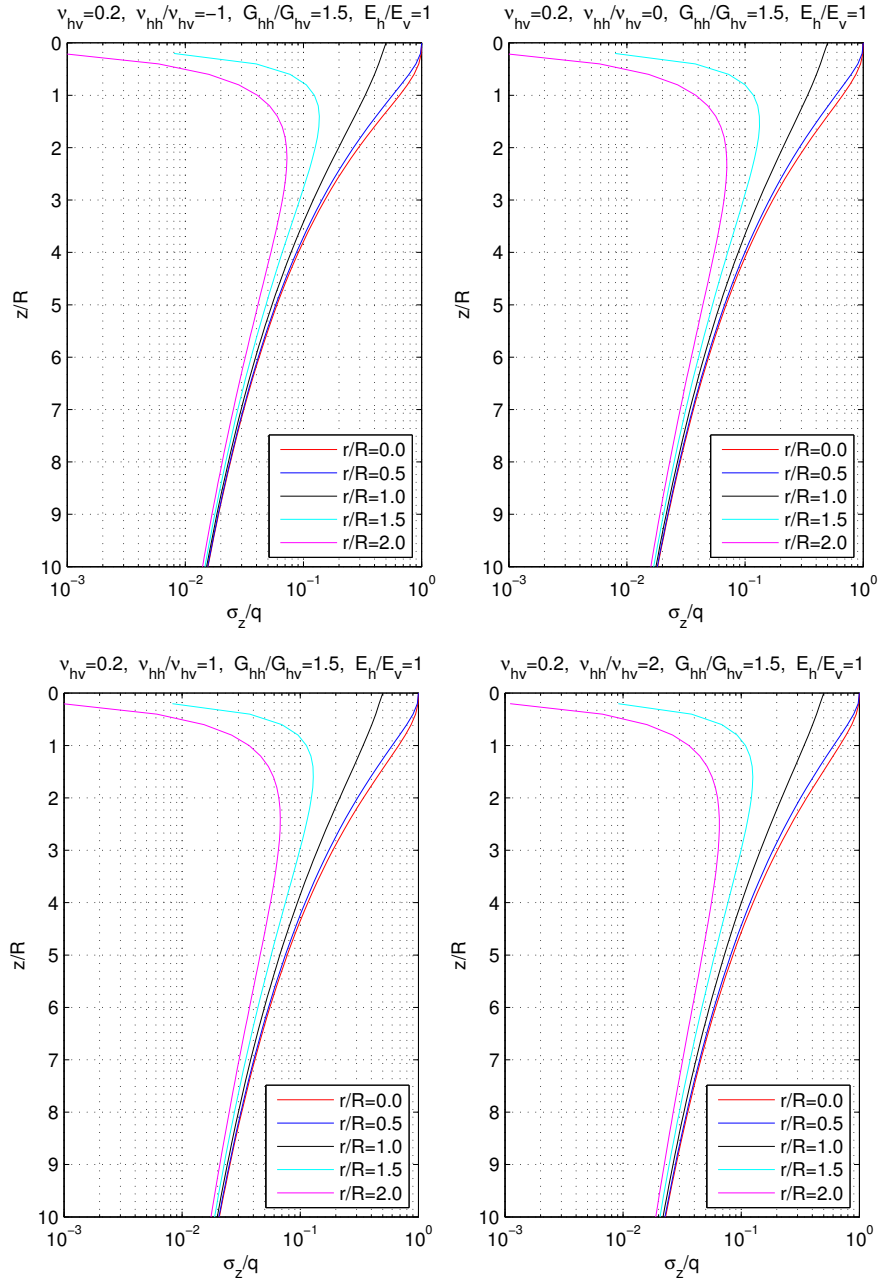 ν_hv=0.2, ν_hh/ν_hv=−1, G_hh/G_hv=1.5, E_h/E_v=1
0
1
2
3
4
5
6
7
8
9
10
z/R
r/R=0.0
r/R=0.5
r/R=1.0
r/R=1.5
r/R=2.0
10^−3
10^−2
10^−1
10^0
σ_z/q
ν_hv=0.2, ν_hh/ν_hv=0, G_hh/G_hv=1.5, E_h/E_v=1
0
1
2
3
4
5
6
7
8
9
10
z/R
r/R=0.0
r/R=0.5
r/R=1.0
r/R=1.5
r/R=2.0
10^−3
10^−2
10^−1
10^0
σ_z/q
ν_hv=0.2, ν_hh/ν_hv=1, G_hh/G_hv=1.5, E_h/E_v=1
0
1
2
3
4
5
6
7
8
9
10
z/R
r/R=0.0
r/R=0.5
r/R=1.0
r/R=1.5
r/R=2.0
10^−3
10^−2
10^−1
10^0
σ_z/q
ν_hv=0.2, ν_hh/ν_hv=2, G_hh/G_hv=1.5, E_h/E_v=1
0
1
2
3
4
5
6
7
8
9
10
z/R
r/R=0.0
r/R=0.5
r/R=1.0
r/R=1.5
r/R=2.0
10^−3
10^−2
10^−1
10^0
σ_z/q